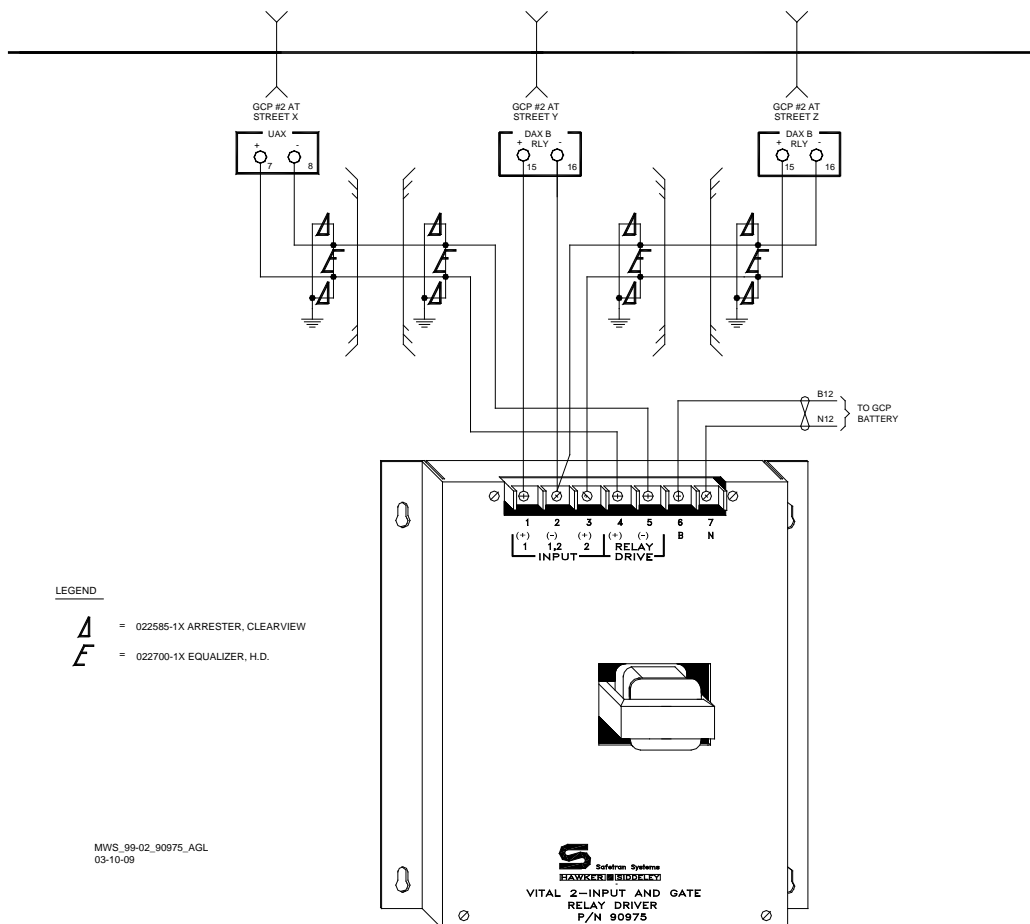 GCP #2 AT
STREET X
UAX
+ -
7 8
GCP #2 AT
STREET Y
DAX B
+ RLY -
15 16
GCP #2 AT
STREET Z
DAX B
+ RLY -
15 16
B12
N12
TO GCP
BATTERY
1 2 3 4 5 6 7
(+) (-) (+) (+) (-) B N
1 1,2 2 RELAY
INPUT DRIVE
LEGEND
= 022585-1X ARRESTER, CLEARVIEW
= 022700-1X EQUALIZER, H.D.
MWS_99-02_90975_AGL
03-10-09
Safetran Systems
HAWKER SIDDELEY
VITAL 2-INPUT AND GATE
RELAY DRIVER
P/N 90975